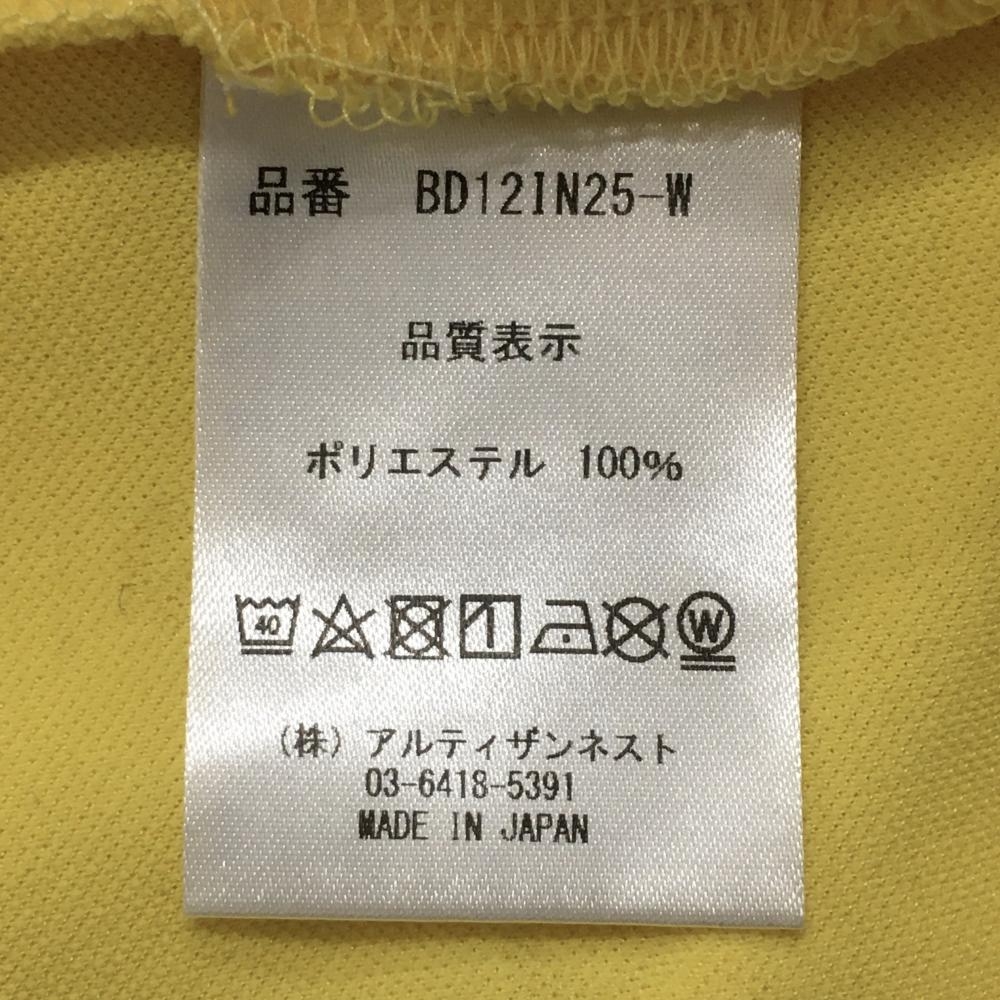 品番 BD12IN25-W
品質表示
ポリエステル 100%
40 W
(株) アルティザンネスト
03-6418-5391
MADE IN JAPAN